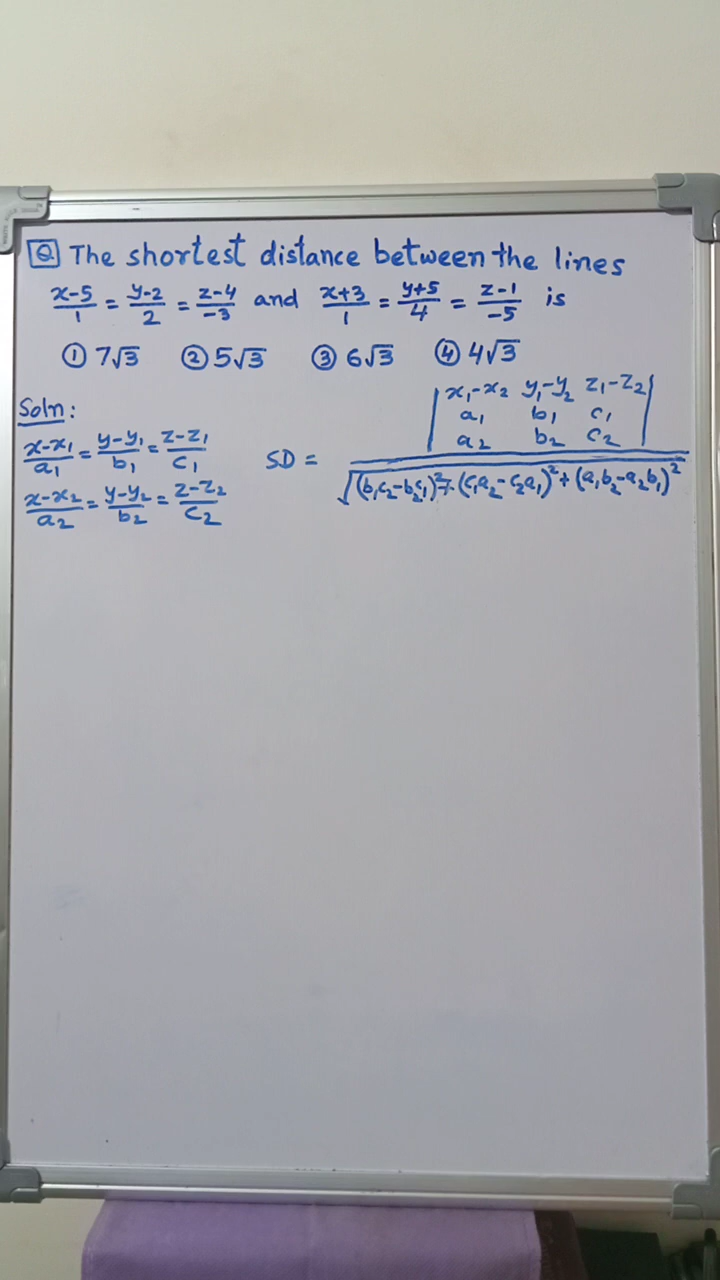 Q The shortest distance between the lines
x-5/1 = y-2/2 = z-4/-3 and x+3/1 = y+5/4 = z-1/-5 is
① 7√3 ② 5√3 ③ 6√3 ④ 4√3
Soln:
x-x₁/a₁ = y-y₁/b₁ = z-z₁/c₁
x-x₂/a₂ = y-y₂/b₂ = z-z₂/c₂
SD =
| x₁-x₂ y₁-y₂ z₁-z₂ |
| a₁ b₁ c₁ |
| a₂ b₂ c₂ |
√(b₁c₂-b₂c₁)²+(c₁a₂-c₂a₁)²+(a₁b₂-a₂b₁)²